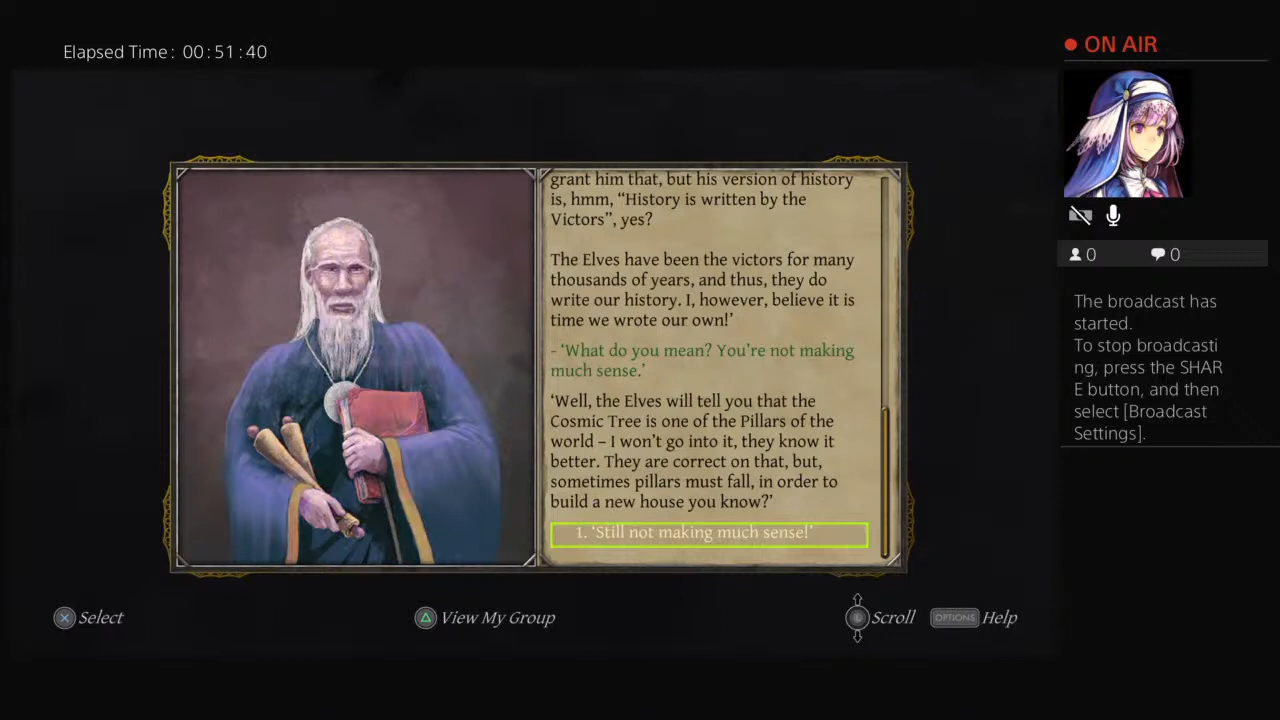 Elapsed Time: 00:51:40
grant him that, but his version of history
is, hmm, “History is written by the
Victors”, yes?
The Elves have been the victors for many
thousands of years, and thus, they do
write our history. I, however, believe it is
time we wrote our own!’
- ‘What do you mean? You’re not making
much sense.’
‘Well, the Elves will tell you that the
Cosmic Tree is one of the Pillars of the
world – I won’t go into it, they know it
better. They are correct on that, but,
sometimes pillars must fall, in order to
build a new house you know?’
1. ‘Still not making much sense!’
Select
View My Group
L
Scroll
OPTIONS
Help
ON AIR
0
0
The broadcast has
started.
To stop broadcasti
ng, press the SHAR
E button, and then
select [Broadcast
Settings].